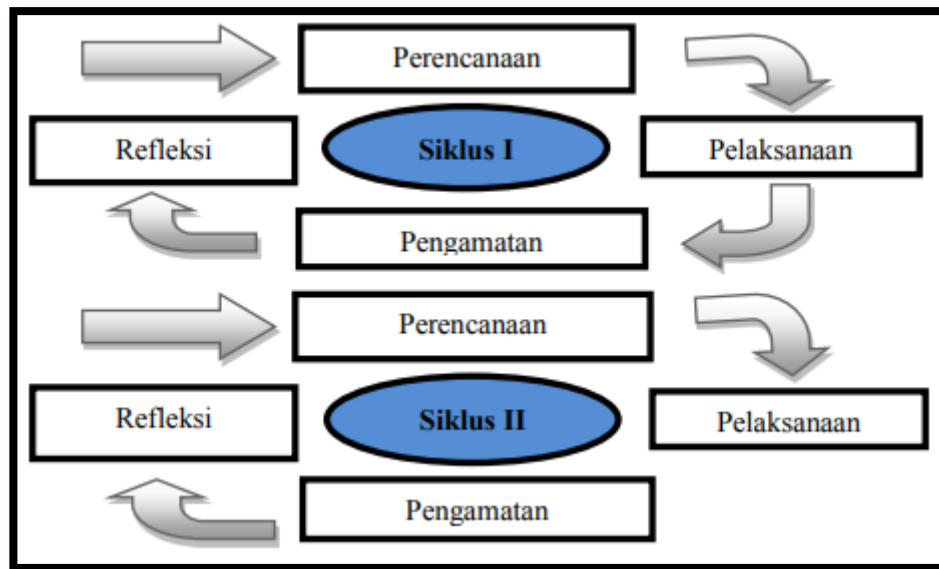 Perencanaan
Refleksi
Siklus I
Pelaksanaan
Pengamatan
Perencanaan
Refleksi
Siklus II
Pelaksanaan
Pengamatan